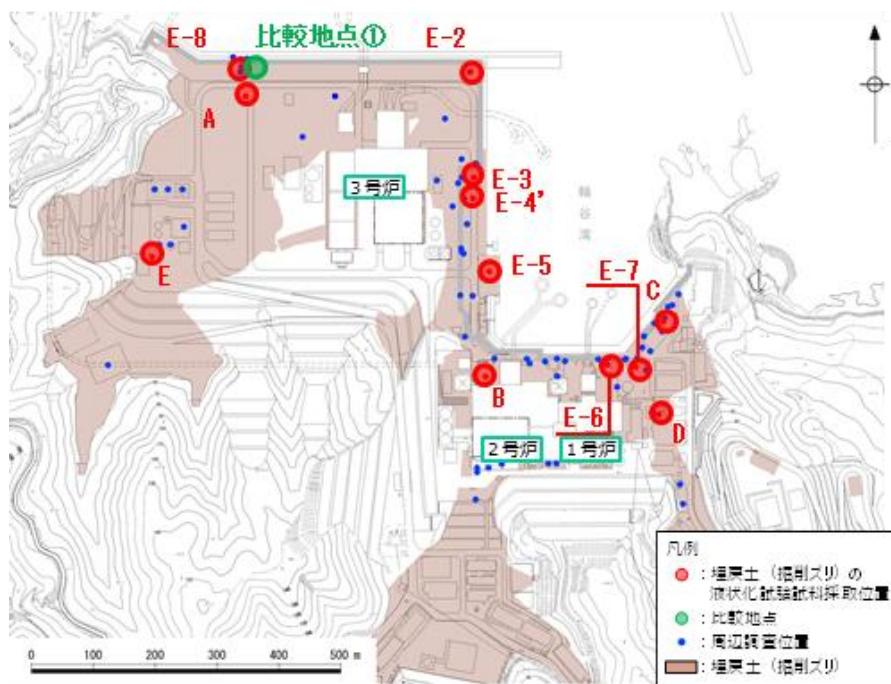 E-8
比較地点①
E-2
A
3号炉
E-3
E-4'
輪谷湾
E
E-5
E-7
C
B
E-6
D
2号炉
1号炉
凡例
：埋戻土（掘削ズリ）の
液状化試験試料採取位置
：比較地点
：周辺調査位置
：埋戻土（掘削ズリ）
0 100 200 300 400 500 m